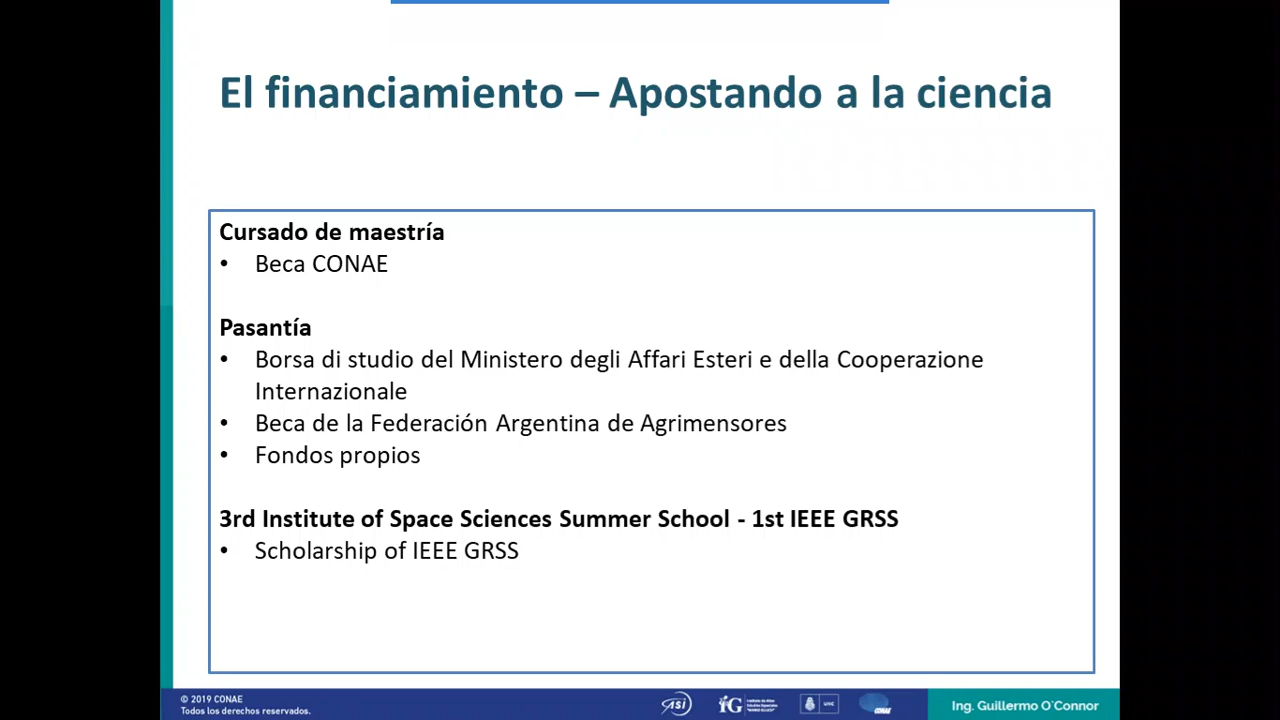 El financiamiento – Apostando a la ciencia
Cursado de maestría
• Beca CONAE
Pasantía
• Borsa di studio del Ministero degli Affari Esteri e della Cooperazione
Internazionale
• Beca de la Federación Argentina de Agrimensores
• Fondos propios
3rd Institute of Space Sciences Summer School - 1st IEEE GRSS
• Scholarship of IEEE GRSS
© 2019 CONAE
Todos los derechos reservados.
asi
iG
UNC
CONAE
Ing. Guillermo O`Connor